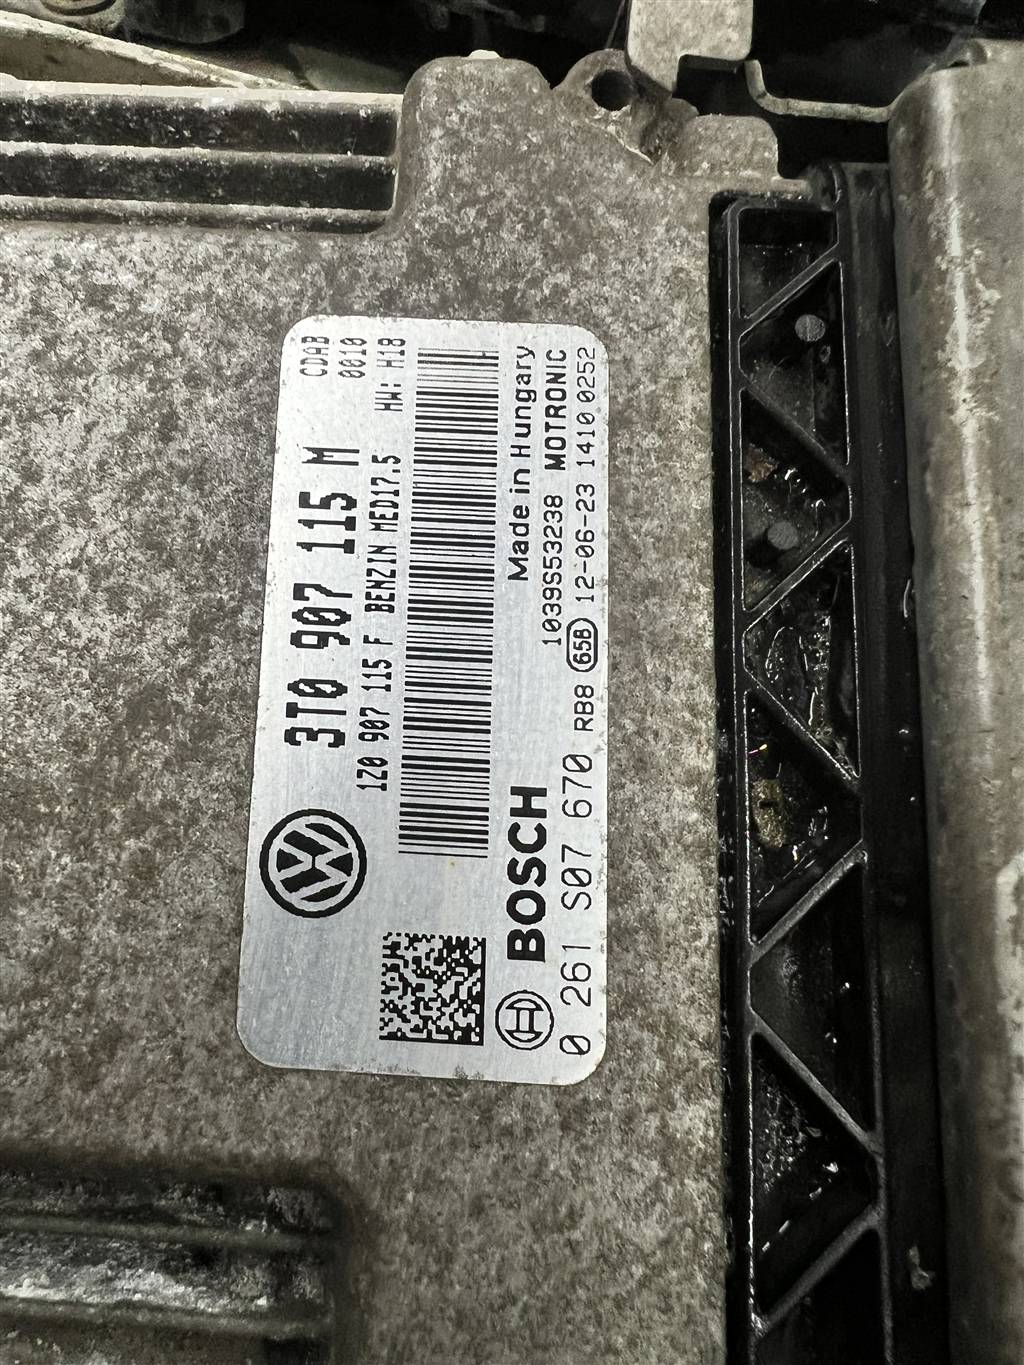 CDAB
0010
3T0 907 115 M
1Z0 907 115 F BENZIN MED17.5 HW: H18
Made in Hungary
BOSCH 1039S53238 MOTRONIC
0 261 S07 670 RB8 65B 12-06-23 1410 0252